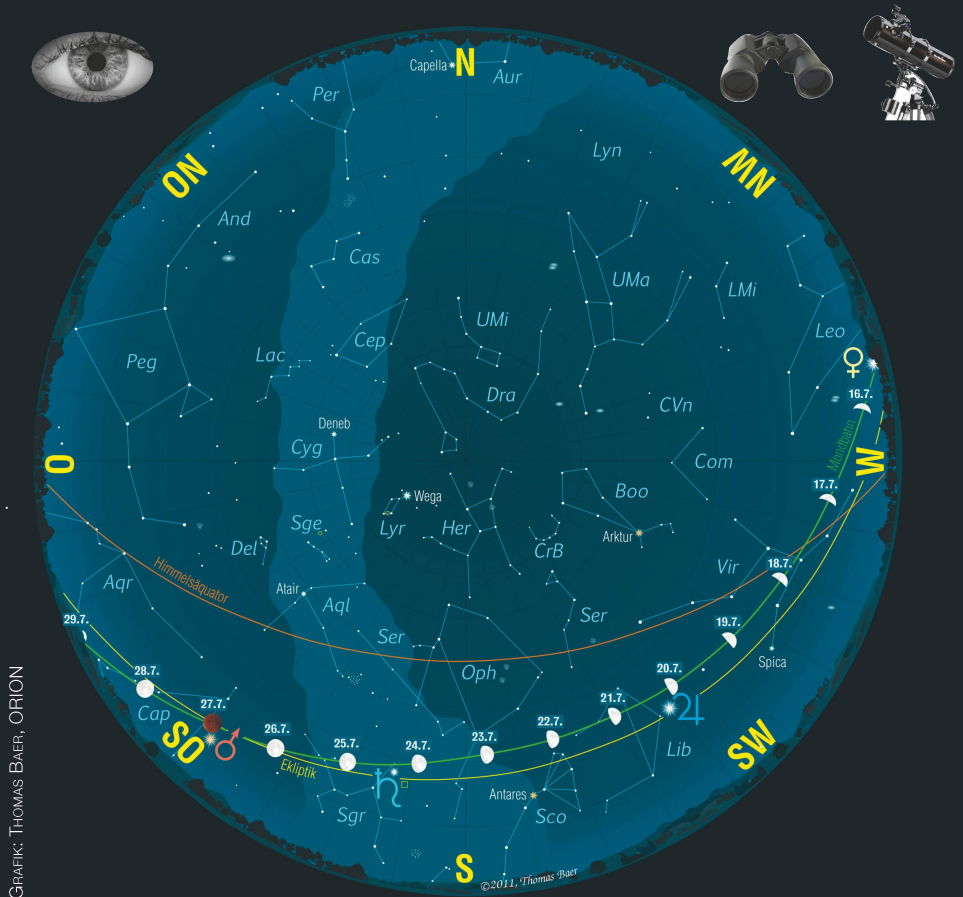 N
Capella
Aur
Per
NW
Lyn
ON
And
Cas
UMa
LMi
UMi
Leo
Cep
Lac
♀
Peg
16.7.
Dra
CVn
Deneb
Mondbahn
Cyg
Com
O
W
Wega
Boo
17.7.
Sge
Lyr
Her
Arktur
Del
CrB
Himmelsäquator
Vir
18.7.
Aqr
Atair
Aql
Ser
Ser
29.7.
19.7.
Spica
28.7.
Oph
20.7.
27.7.
21.7.
♃
Cap
26.7.
22.7.
23.7.
SO
♂
25.7.
24.7.
SW
Lib
Ekliptik
♄
Antares
Sgr
Sco
S
©2011, Thomas Baer
GRAFIK: THOMAS BAER, ORION